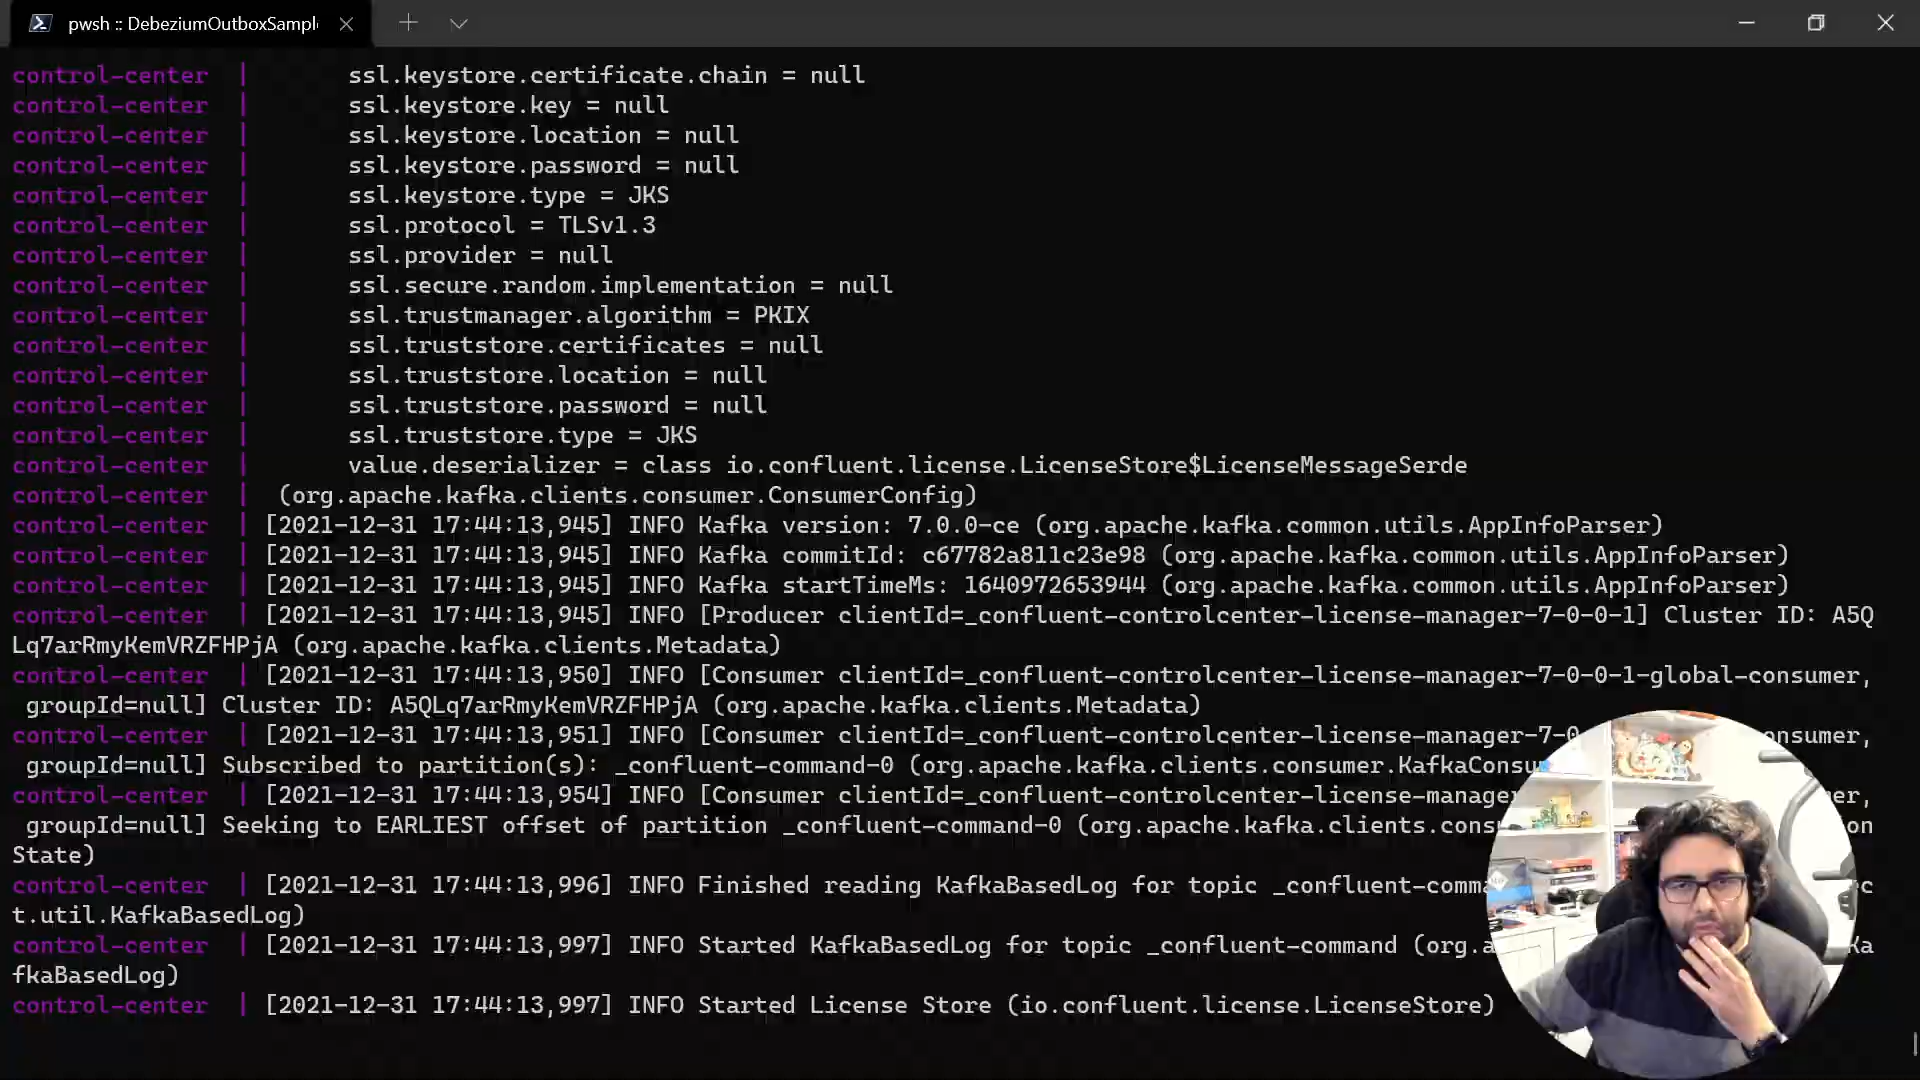 pwsh :: DebeziumOutboxSampl
control-center | ssl.keystore.certificate.chain = null
control-center | ssl.keystore.key = null
control-center | ssl.keystore.location = null
control-center | ssl.keystore.password = null
control-center | ssl.keystore.type = JKS
control-center | ssl.protocol = TLSv1.3
control-center | ssl.provider = null
control-center | ssl.secure.random.implementation = null
control-center | ssl.trustmanager.algorithm = PKIX
control-center | ssl.truststore.certificates = null
control-center | ssl.truststore.location = null
control-center | ssl.truststore.password = null
control-center | ssl.truststore.type = JKS
control-center | value.deserializer = class io.confluent.license.LicenseStore$LicenseMessageSerde
control-center | (org.apache.kafka.clients.consumer.ConsumerConfig)
control-center | [2021-12-31 17:44:13,945] INFO Kafka version: 7.0.0-ce (org.apache.kafka.common.utils.AppInfoParser)
control-center | [2021-12-31 17:44:13,945] INFO Kafka commitId: c67782a811c23e98 (org.apache.kafka.common.utils.AppInfoParser)
control-center | [2021-12-31 17:44:13,945] INFO Kafka startTimeMs: 1640972653944 (org.apache.kafka.common.utils.AppInfoParser)
control-center | [2021-12-31 17:44:13,945] INFO [Producer clientId=_confluent-controlcenter-license-manager-7-0-0-1] Cluster ID: A5Q
Lq7arRmyKemVRZFHPjA (org.apache.kafka.clients.Metadata)
control-center | [2021-12-31 17:44:13,950] INFO [Consumer clientId=_confluent-controlcenter-license-manager-7-0-0-1-global-consumer,
groupId=null] Cluster ID: A5QLq7arRmyKemVRZFHPjA (org.apache.kafka.clients.Metadata)
control-center | [2021-12-31 17:44:13,951] INFO [Consumer clientId=_confluent-controlcenter-license-manager-7-0 onsumer,
groupId=null] Subscribed to partition(s): _confluent-command-0 (org.apache.kafka.clients.consumer.KafkaConsu
control-center | [2021-12-31 17:44:13,954] INFO [Consumer clientId=_confluent-controlcenter-license-manager er,
groupId=null] Seeking to EARLIEST offset of partition _confluent-command-0 (org.apache.kafka.clients.cons on
State)
control-center | [2021-12-31 17:44:13,996] INFO Finished reading KafkaBasedLog for topic _confluent-comma c
t.util.KafkaBasedLog)
control-center | [2021-12-31 17:44:13,997] INFO Started KafkaBasedLog for topic _confluent-command (org.a Ka
fkaBasedLog)
control-center | [2021-12-31 17:44:13,997] INFO Started License Store (io.confluent.license.LicenseStore)